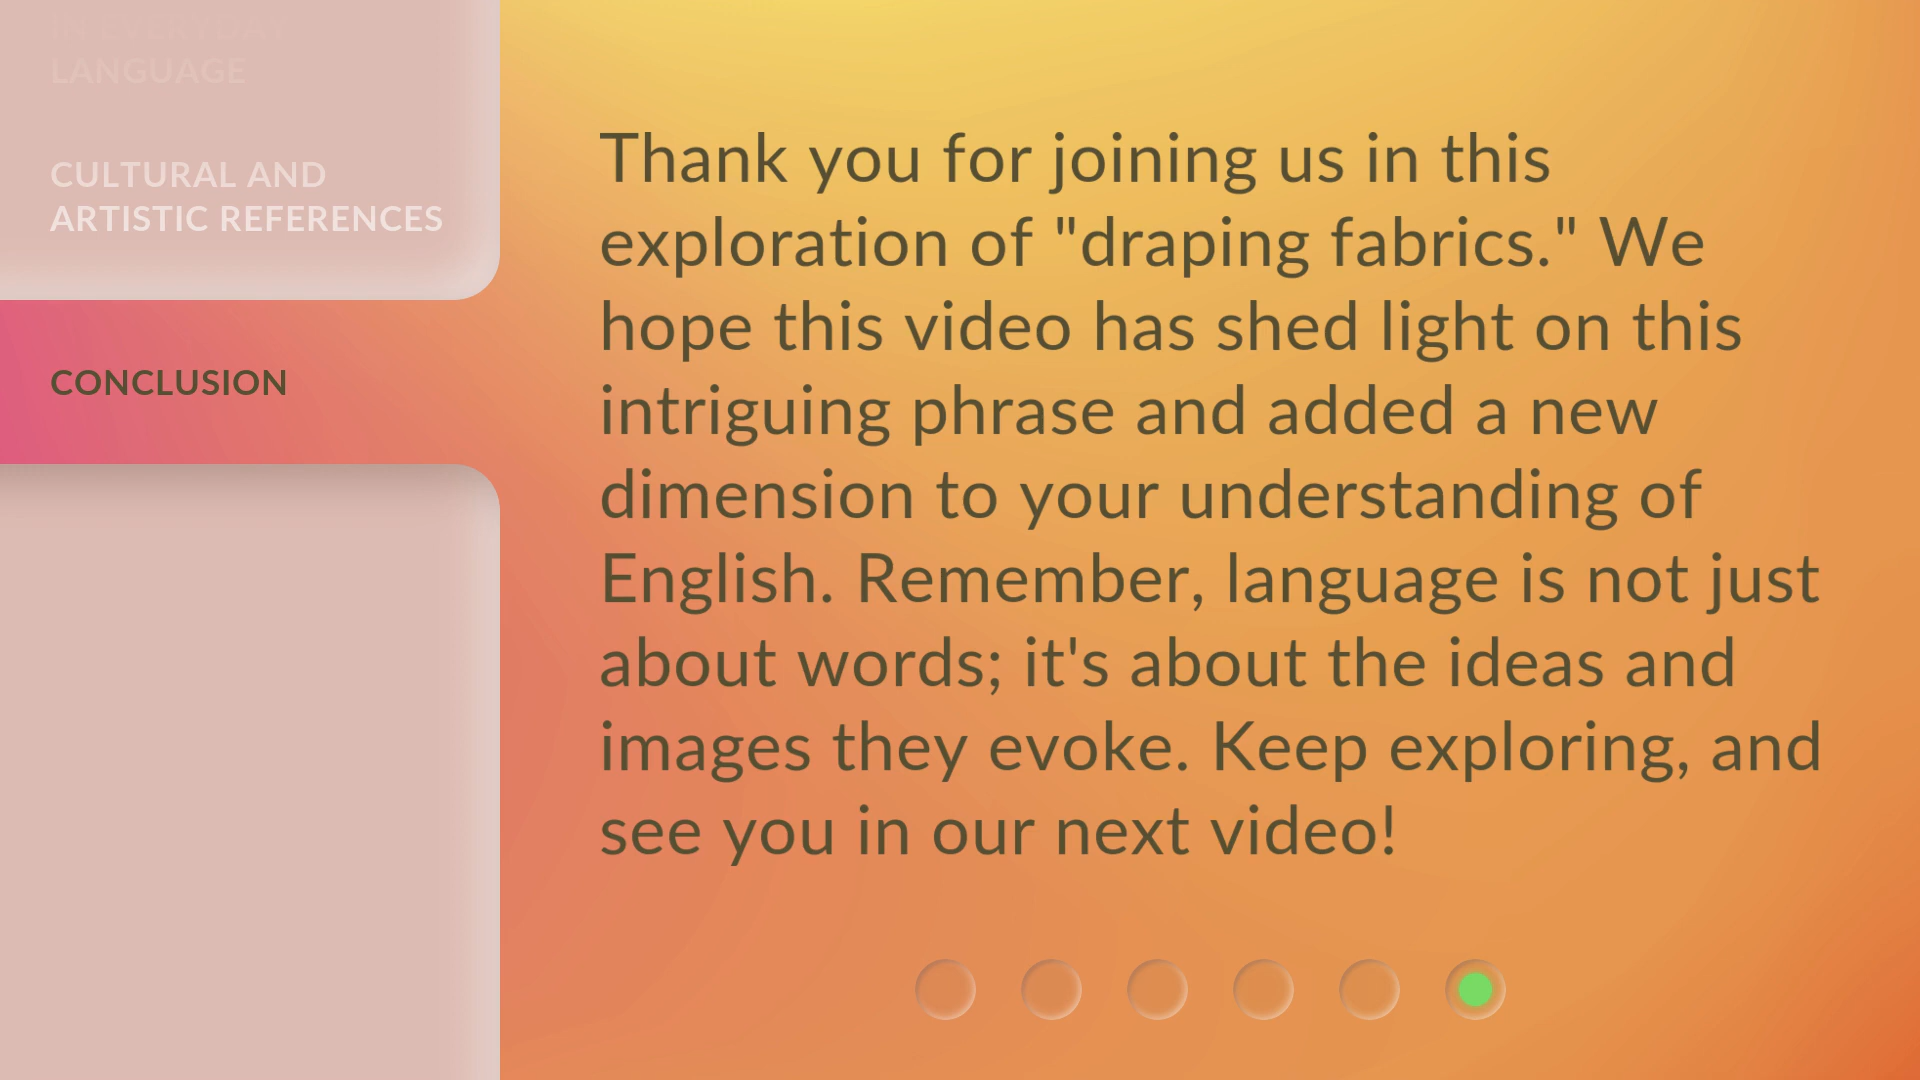 IN EVERYDAY
LANGUAGE
CULTURAL AND
ARTISTIC REFERENCES
CONCLUSION
Thank you for joining us in this
exploration of "draping fabrics." We
hope this video has shed light on this
intriguing phrase and added a new
dimension to your understanding of
English. Remember, language is not just
about words; it's about the ideas and
images they evoke. Keep exploring, and
see you in our next video!